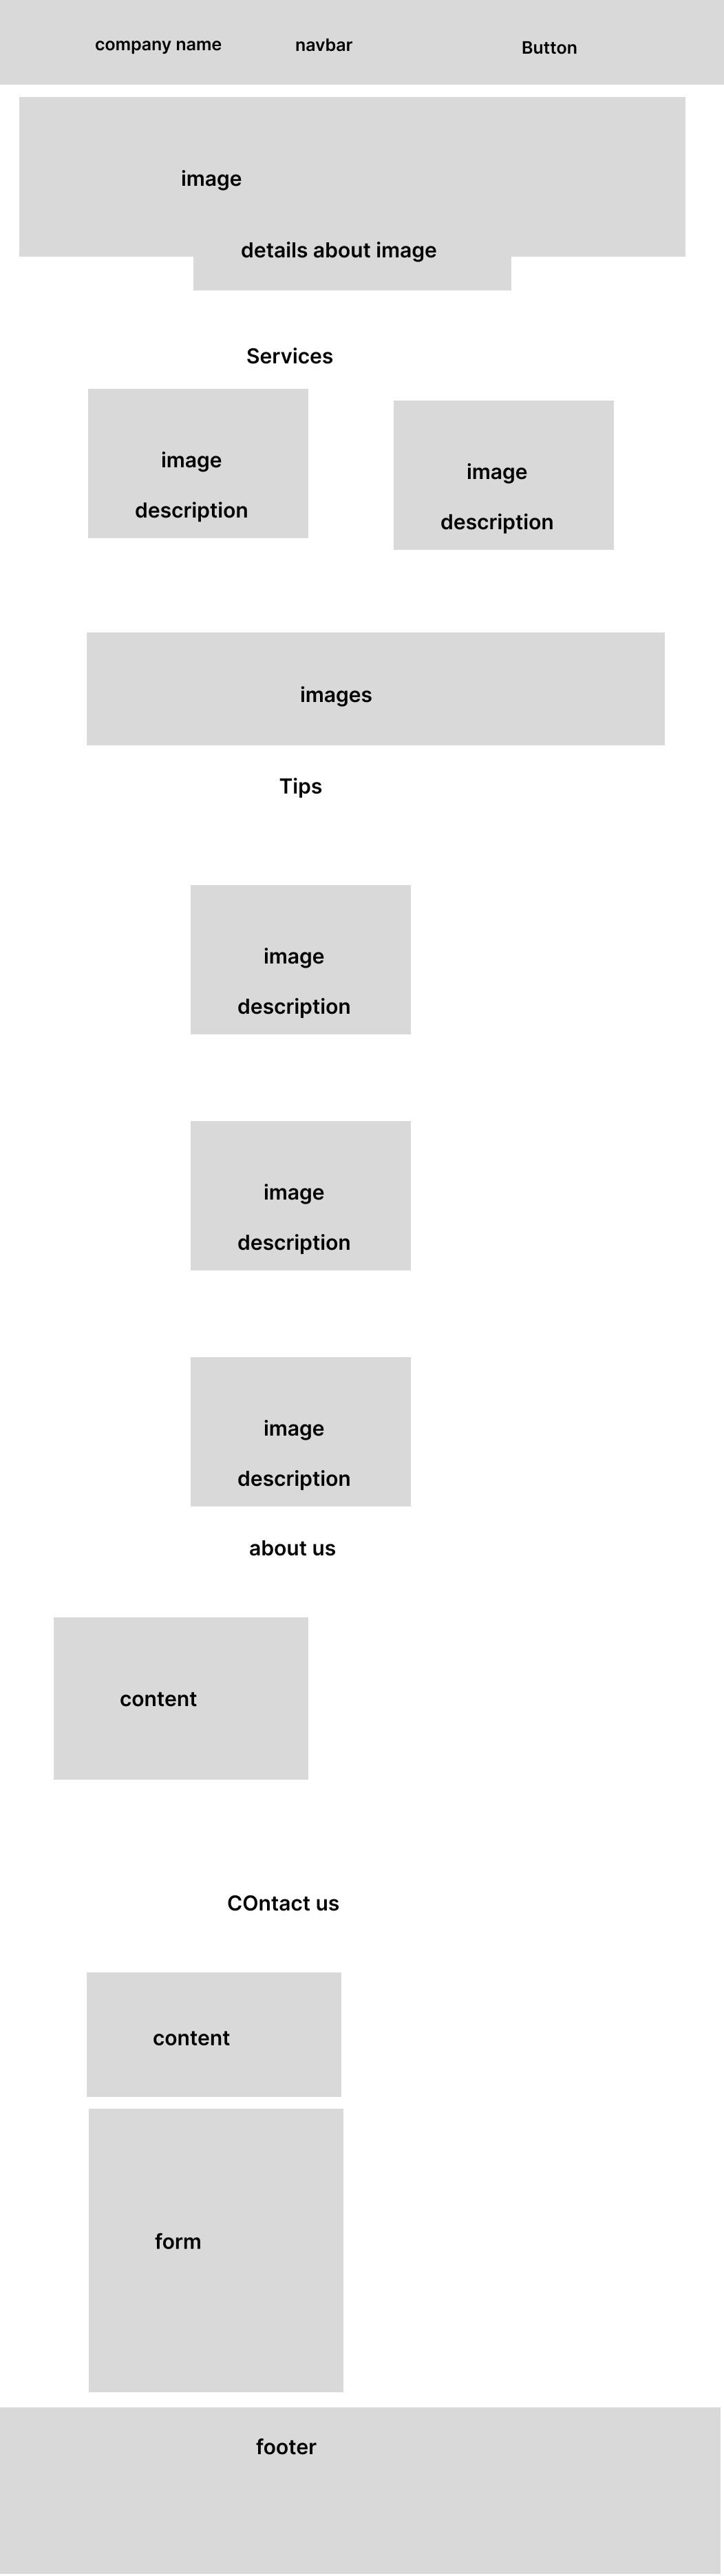 company name
navbar
Button
image
details about image
Services
image
description
image
description
images
Tips
image
description
image
description
image
description
about us
content
COntact us
content
form
footer